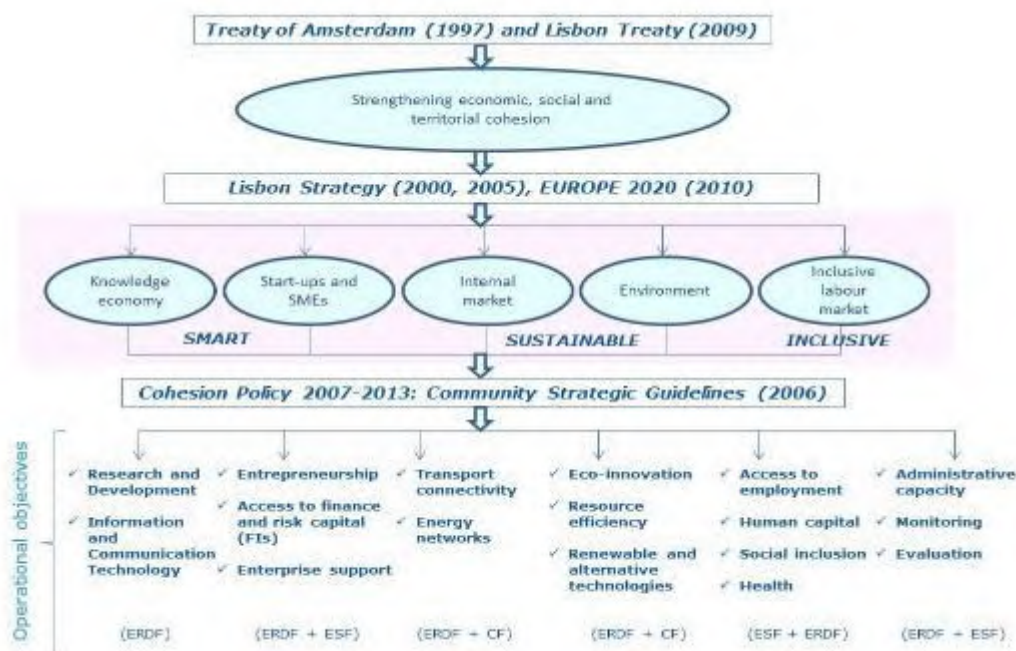 Treaty of Amsterdam (1997) and Lisbon Treaty (2009)
Strengthening economic, social and
territorial cohesion
Lisbon Strategy (2000, 2005), EUROPE 2020 (2010)
Knowledge
economy
Start-ups and
SMEs
Internal
market
Environment
Inclusive
labour
market
SMART
SUSTAINABLE
INCLUSIVE
Cohesion Policy 2007-2013: Community Strategic Guidelines (2006)
Operational objectives
✓ Research and
Development
✓ Information
and
Communication
Technology
(ERDF)
✓ Entrepreneurship
✓ Access to finance
and risk capital
(FIs)
✓ Enterprise support
(ERDF + ESF)
✓ Transport
connectivity
✓ Energy
networks
(ERDF + CF)
✓ Eco-innovation
✓ Resource
efficiency
✓ Renewable and
alternative
technologies
(ERDF + CF)
✓ Access to
employment
✓ Human capital
✓ Social inclusion
✓ Health
(ESF + ERDF)
✓ Administrative
capacity
✓ Monitoring
✓ Evaluation
(ERDF + ESF)